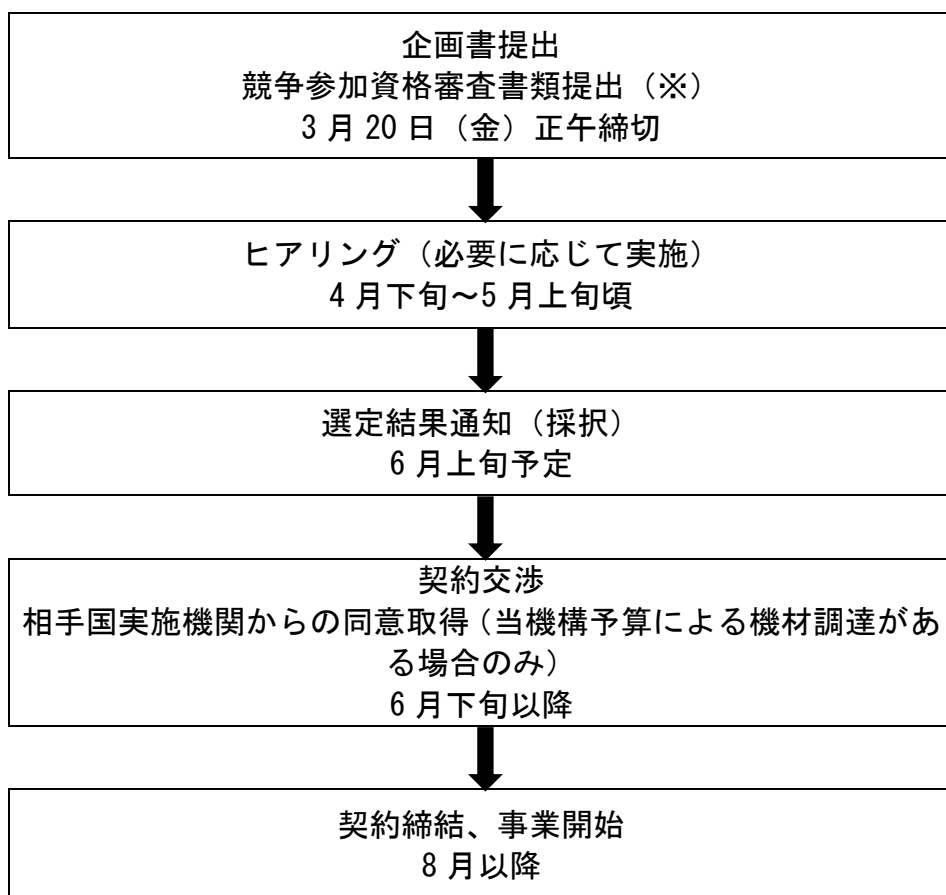 企画書提出
競争参加資格審査書類提出（※）
3月20日（金）正午締切
ヒアリング（必要に応じて実施）
4月下旬～5月上旬頃
選定結果通知（採択）
6月上旬予定
契約交渉
相手国実施機関からの同意取得（当機構予算による機材調達があ
る場合のみ）
6月下旬以降
契約締結、事業開始
8月以降